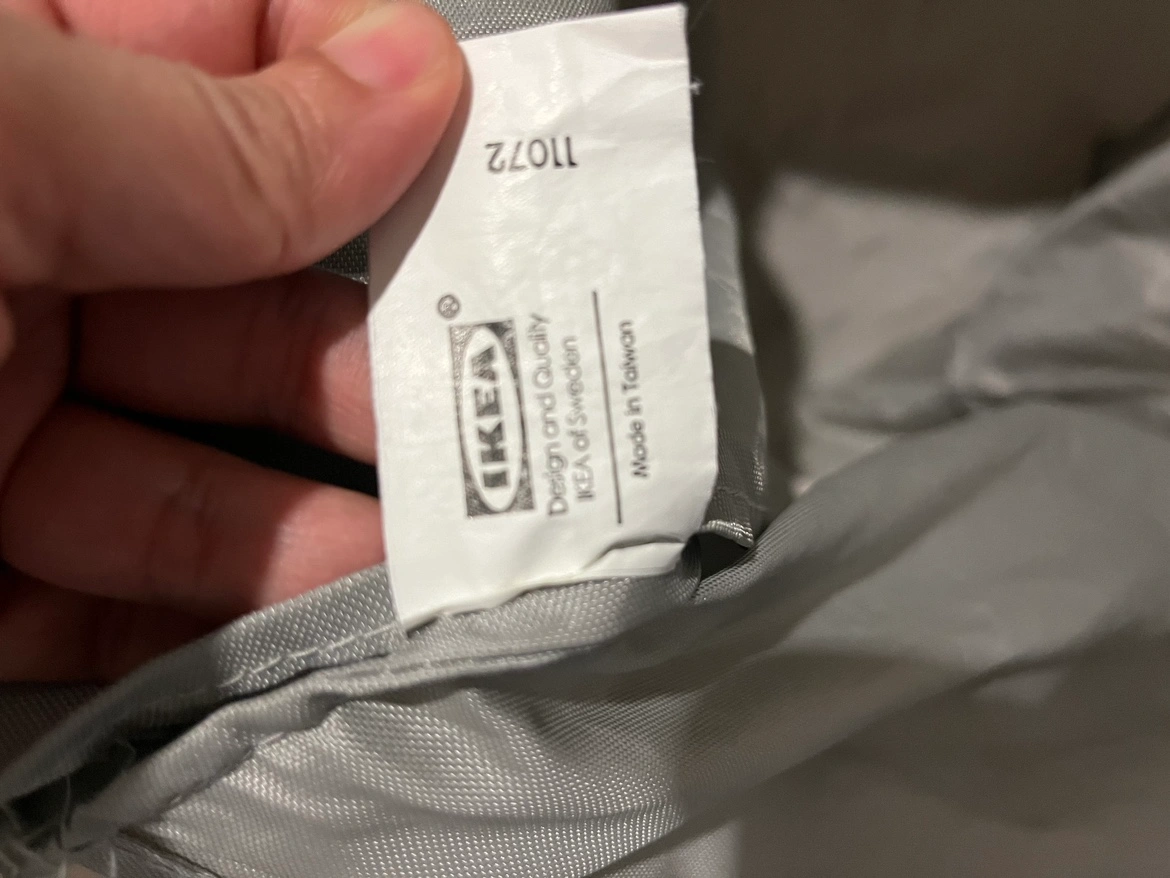 IKEA®
Design and Quality
IKEA of Sweden
Made in Taiwan
11072